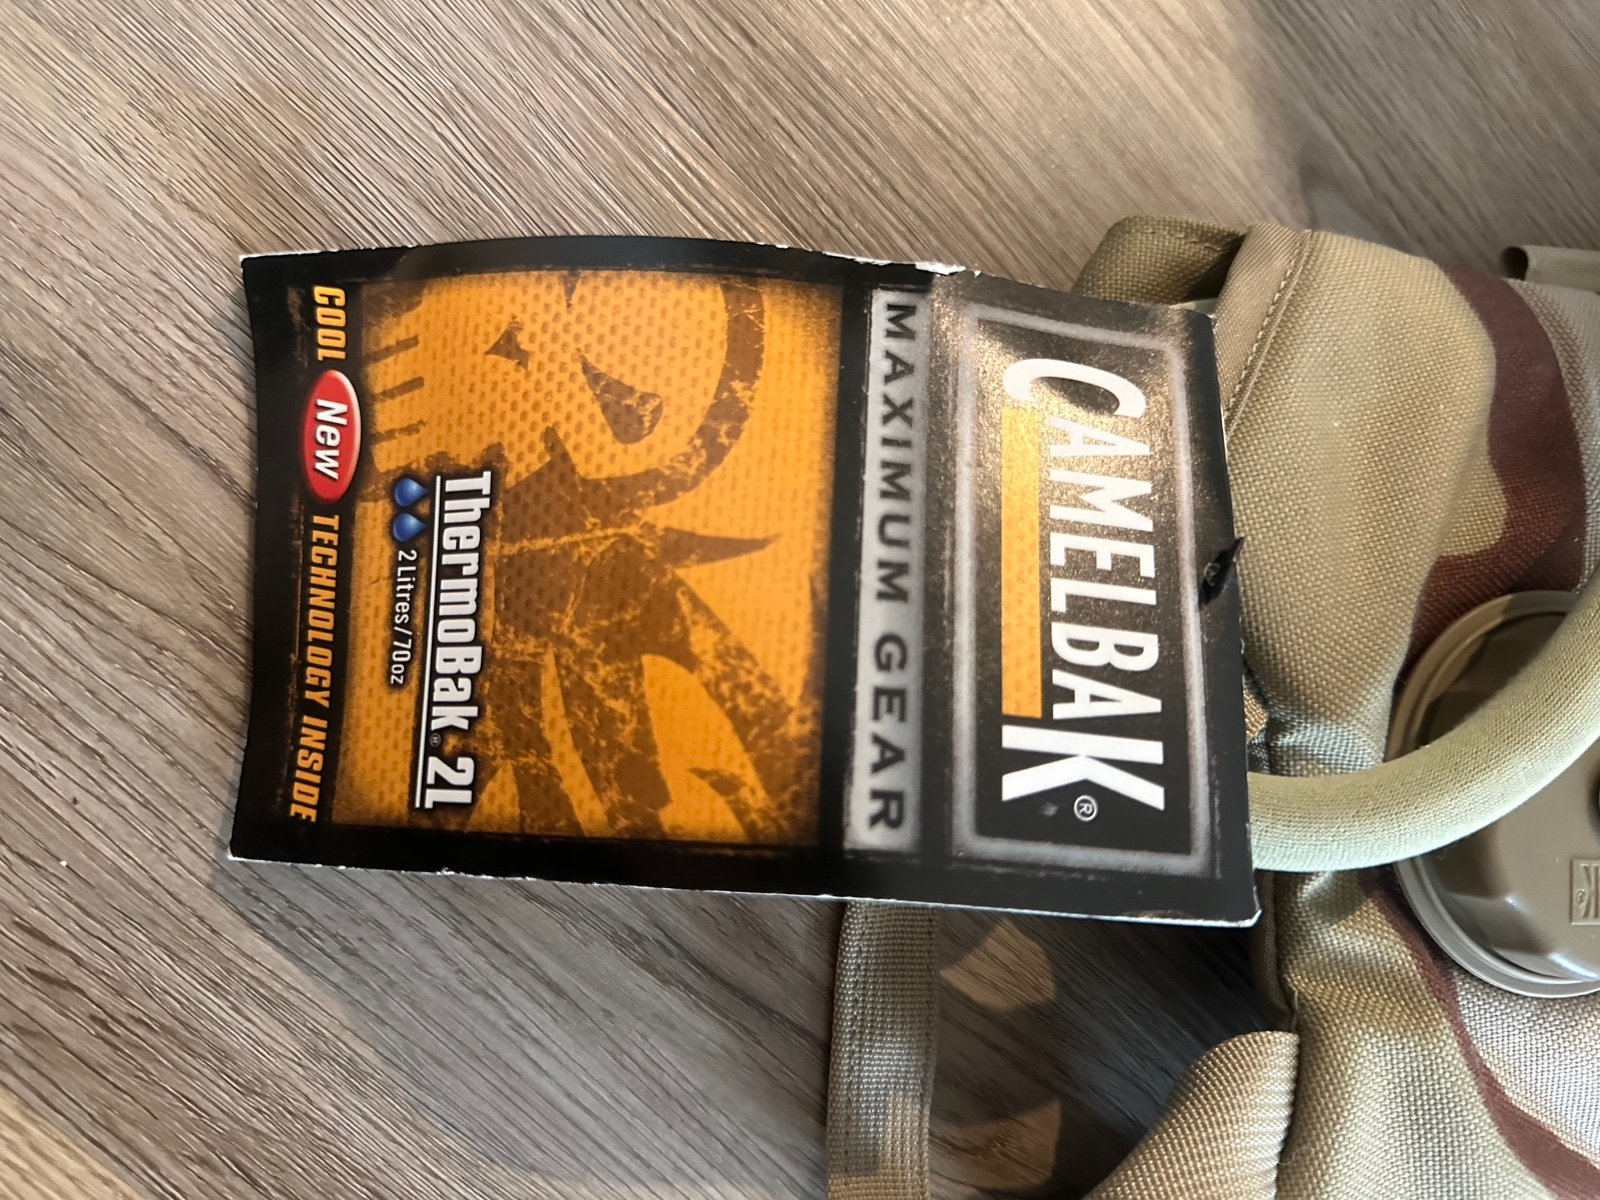 CAMELBAK®
MAXIMUM GEAR
ThermoBak® 2L
2 Litres/70oz
COOL New TECHNOLOGY INSIDE
K®